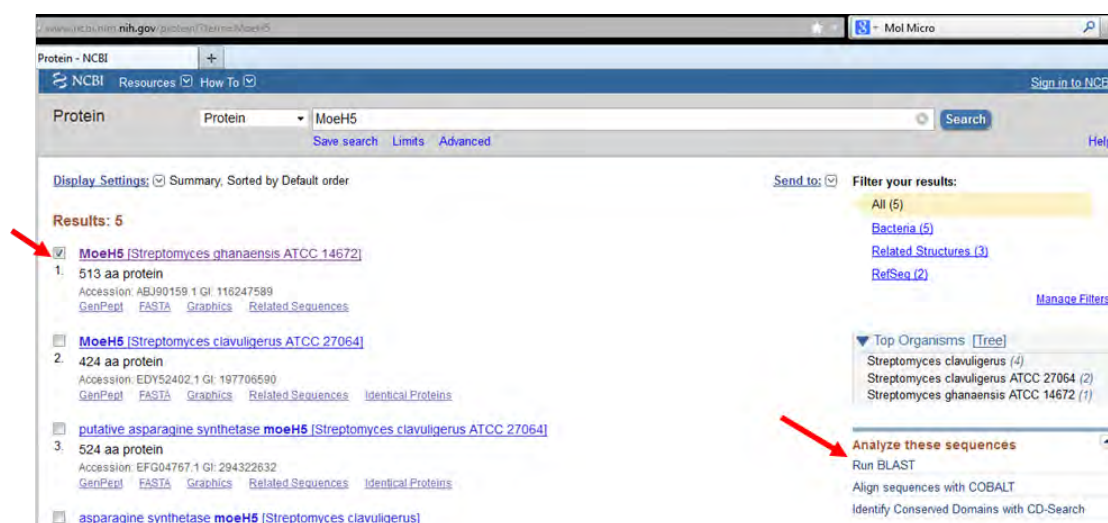 www.ncbi.nlm.nih.gov/protein/?term=MoeH5
Mol Micro
Protein - NCBI +
NCBI Resources How To Sign in to NCB
Protein Protein MoeH5 Search
Save search Limits Advanced Help
Display Settings: Summary, Sorted by Default order Send to:
Results: 5
MoeH5 [Streptomyces ghanaensis ATCC 14672]
1. 513 aa protein
Accession: ABJ90159.1 GI: 116247589
GenPept FASTA Graphics Related Sequences
MoeH5 [Streptomyces clavuligerus ATCC 27064]
2. 424 aa protein
Accession: EDY52402.1 GI: 197706590
GenPept FASTA Graphics Related Sequences Identical Proteins
putative asparagine synthetase moeH5 [Streptomyces clavuligerus ATCC 27064]
3. 524 aa protein
Accession: EFG04767.1 GI: 294322632
GenPept FASTA Graphics Related Sequences Identical Proteins
asparagine synthetase moeH5 [Streptomyces clavuligerus]
Filter your results:
All (5)
Bacteria (5)
Related Structures (3)
RefSeq (2)
Manage Filters
Top Organisms [Tree]
Streptomyces clavuligerus (4)
Streptomyces clavuligerus ATCC 27064 (2)
Streptomyces ghanaensis ATCC 14672 (1)
Analyze these sequences
Run BLAST
Align sequences with COBALT
Identify Conserved Domains with CD-Search